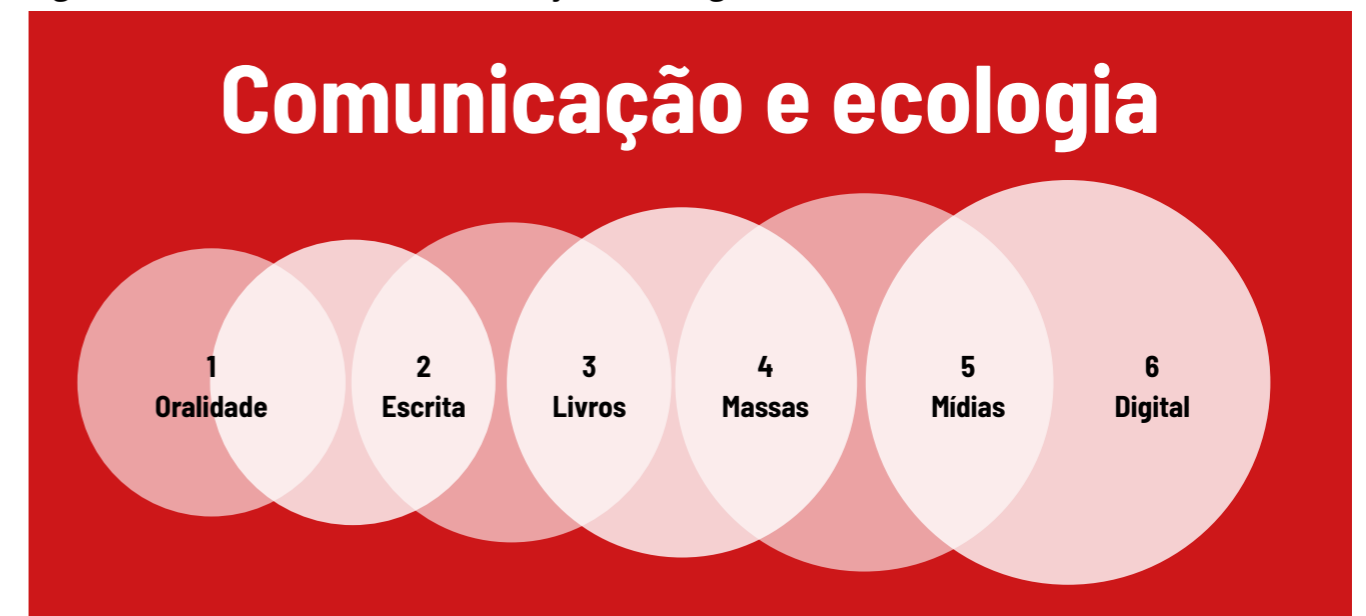 Comunicação e ecologia
1
Oralidade
2
Escrita
3
Livros
4
Massas
5
Mídias
6
Digital